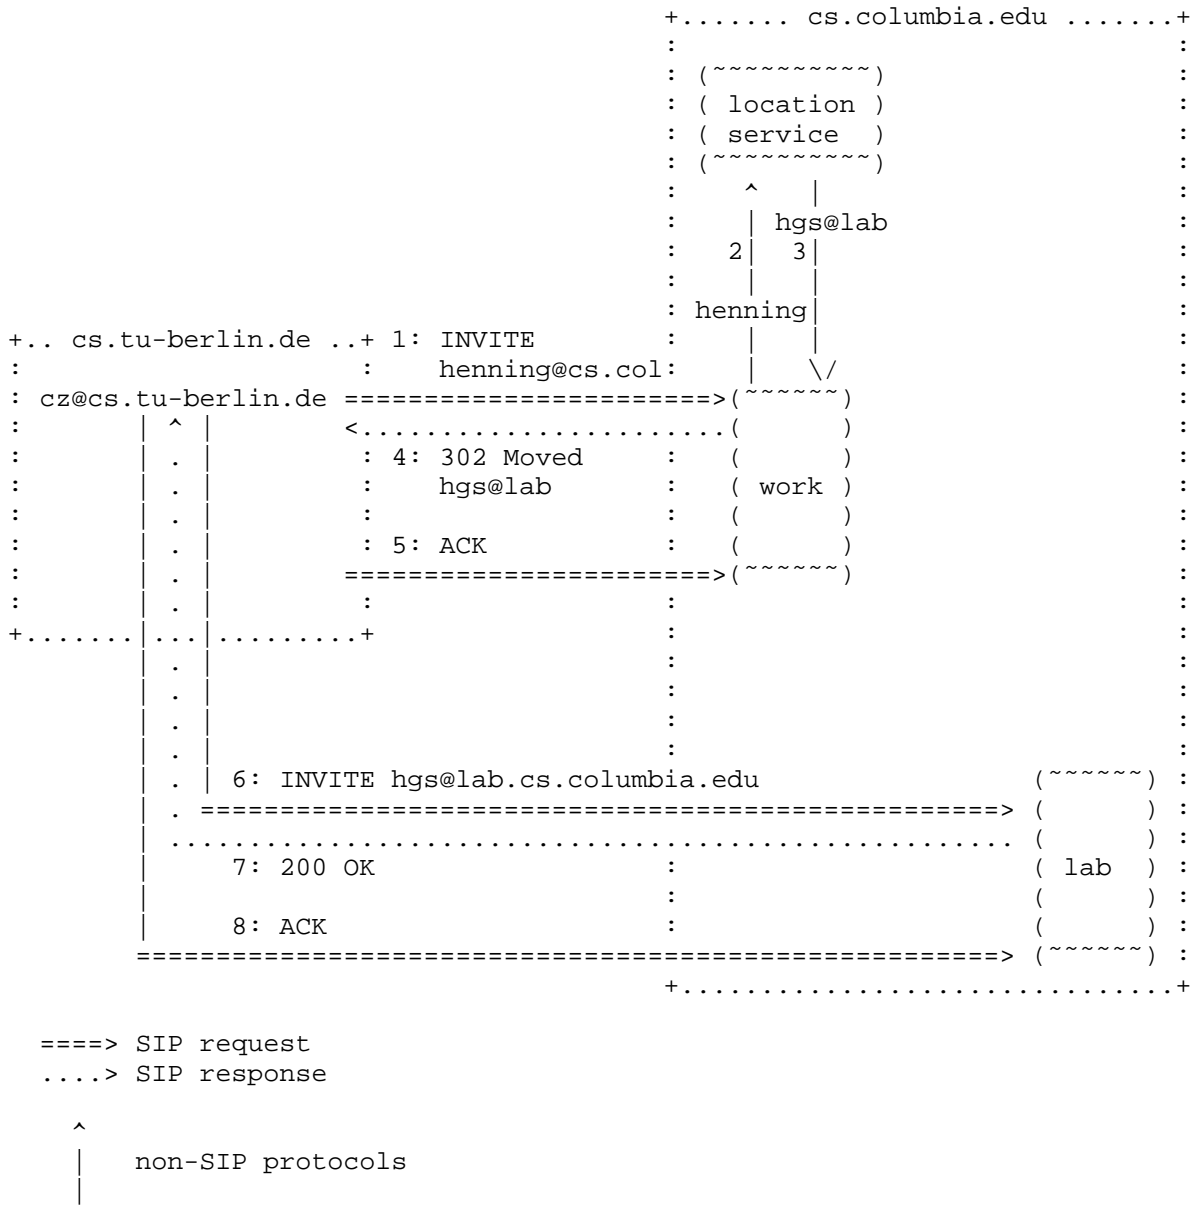 +....... cs.columbia.edu .......+
:                               :
: (~~~~~~~~~~)                  :
: ( location )                  :
: ( service  )                  :
: (~~~~~~~~~~)                  :
:    ^   |                      :
:    | hgs@lab                  :
:   2|  3|                      :
:    |   |                      :
: henning|                      :
+.. cs.tu-berlin.de ..+ 1: INVITE        :    |   |                      :
:                     :    henning@cs.col:    |   \/                     :
: cz@cs.tu-berlin.de =======================>(~~~~~~)                    :
:       | ^ |        <.......................(      )                    :
:       | . |         : 4: 302 Moved     :   (      )                    :
:       | . |         :    hgs@lab       :   ( work )                    :
:       | . |         :                  :   (      )                    :
:       | . |         : 5: ACK           :   (      )                    :
:       | . |        =======================>(~~~~~~)                    :
:       | . |         :                  :                               :
+.......|...|.........+                  :                               :
        | . |                            :                               :
        | . |                            :                               :
        | . |                            :                               :
        | . |                            :                               :
        | . | 6: INVITE hgs@lab.cs.columbia.edu                 (~~~~~~) :
        | . ==================================================> (      ) :
        | ..................................................... (      ) :
        |     7: 200 OK                  :                      ( lab  ) :
        |                                :                      (      ) :
        |     8: ACK                     :                      (      ) :
        ======================================================> (~~~~~~) :
                                         +...............................+
====> SIP request
....> SIP response
^
|   non-SIP protocols
|